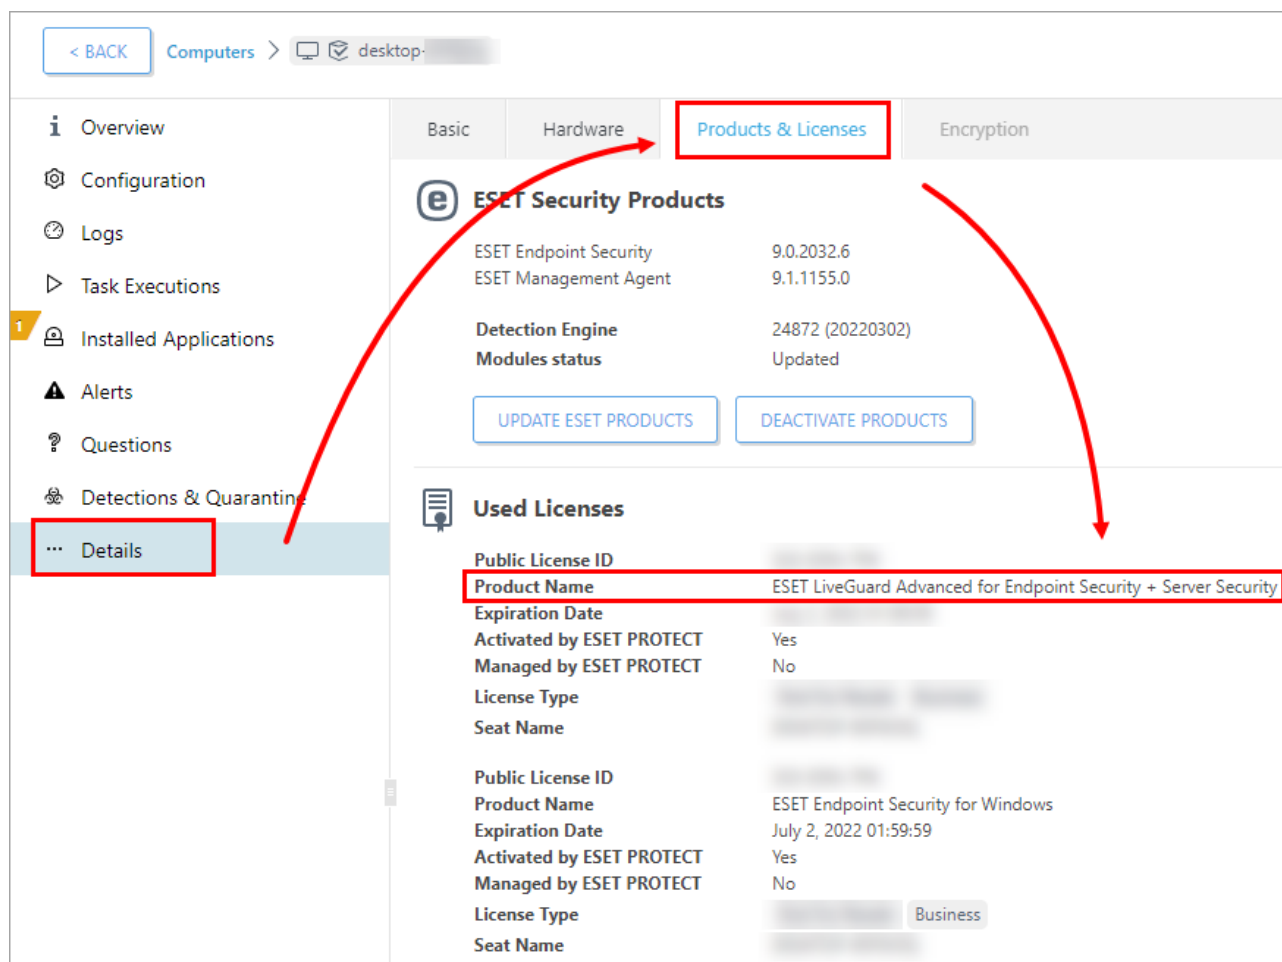 < BACK
Computers
desktop-
Overview
Configuration
Logs
Task Executions
1
Installed Applications
Alerts
Questions
Detections & Quarantine
Details
Basic
Hardware
Products & Licenses
Encryption
ESET Security Products
ESET Endpoint Security 9.0.2032.6
ESET Management Agent 9.1.1155.0
Detection Engine 24872 (20220302)
Modules status Updated
UPDATE ESET PRODUCTS
DEACTIVATE PRODUCTS
Used Licenses
Public License ID
Product Name ESET LiveGuard Advanced for Endpoint Security + Server Security
Expiration Date
Activated by ESET PROTECT Yes
Managed by ESET PROTECT No
License Type
Seat Name
Public License ID
Product Name ESET Endpoint Security for Windows
Expiration Date July 2, 2022 01:59:59
Activated by ESET PROTECT Yes
Managed by ESET PROTECT No
License Type Business
Seat Name